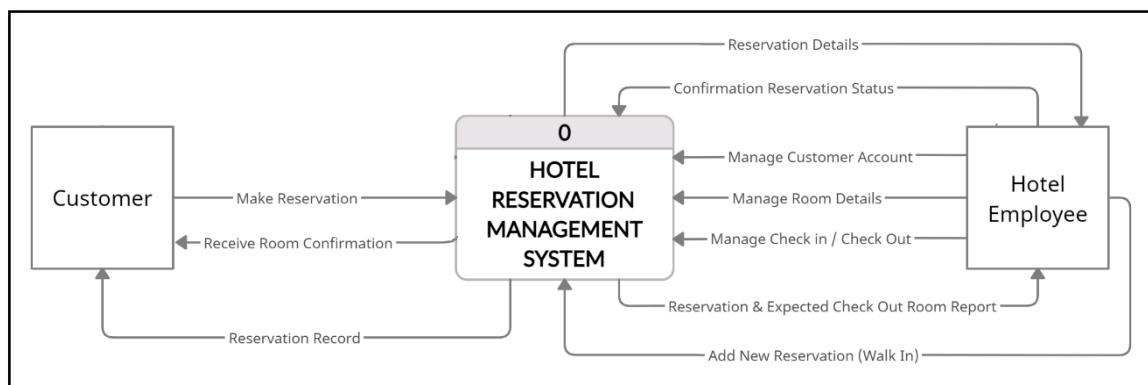 Reservation Details
Confirmation Reservation Status
0
HOTEL
RESERVATION
MANAGEMENT
SYSTEM
Customer
Make Reservation
Receive Room Confirmation
Reservation Record
Manage Customer Account
Manage Room Details
Manage Check in / Check Out
Hotel
Employee
Reservation & Expected Check Out Room Report
Add New Reservation (Walk In)